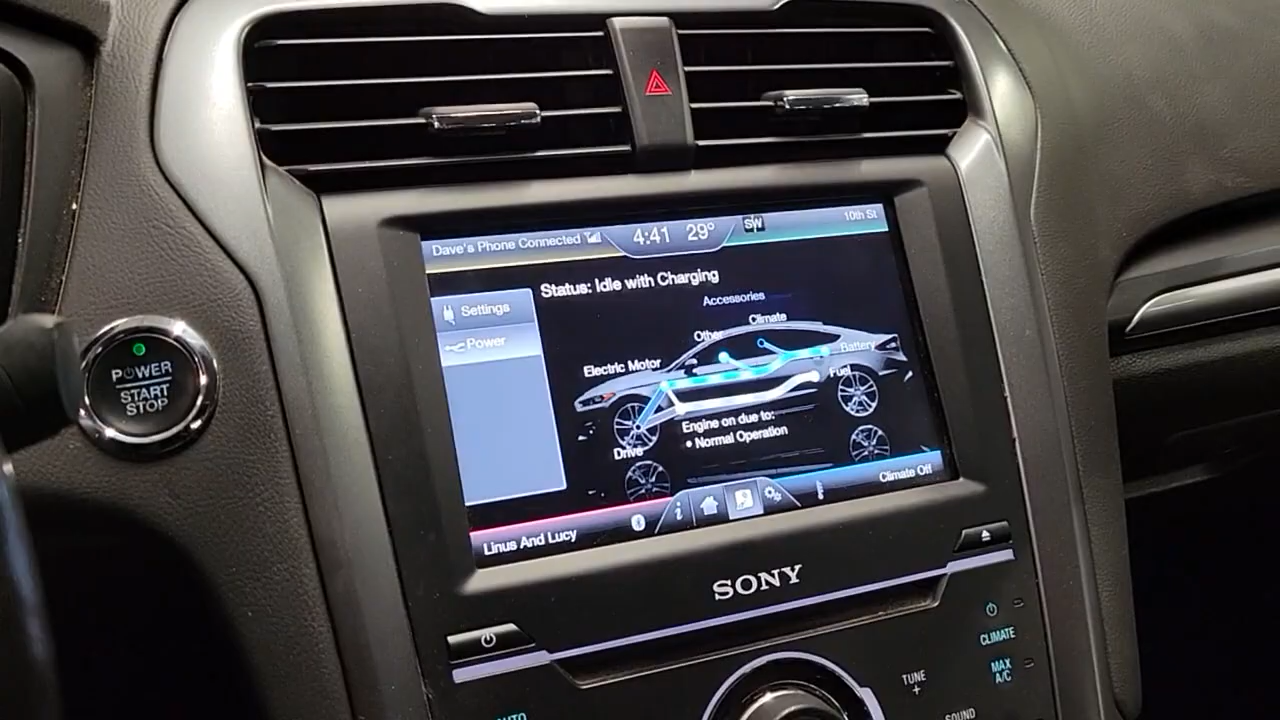 Dave's Phone Connected
4:41
29°
SW
10th St
Status: Idle with Charging
Settings
Power
Accessories
Climate
Other
Battery
Electric Motor
Fuel
Engine on due to:
• Normal Operation
Drive
Climate Off
i
Linus And Lucy
POWER
START
STOP
SONY
CLIMATE
MAX
A/C
TUNE
+
SOUND
AUTO